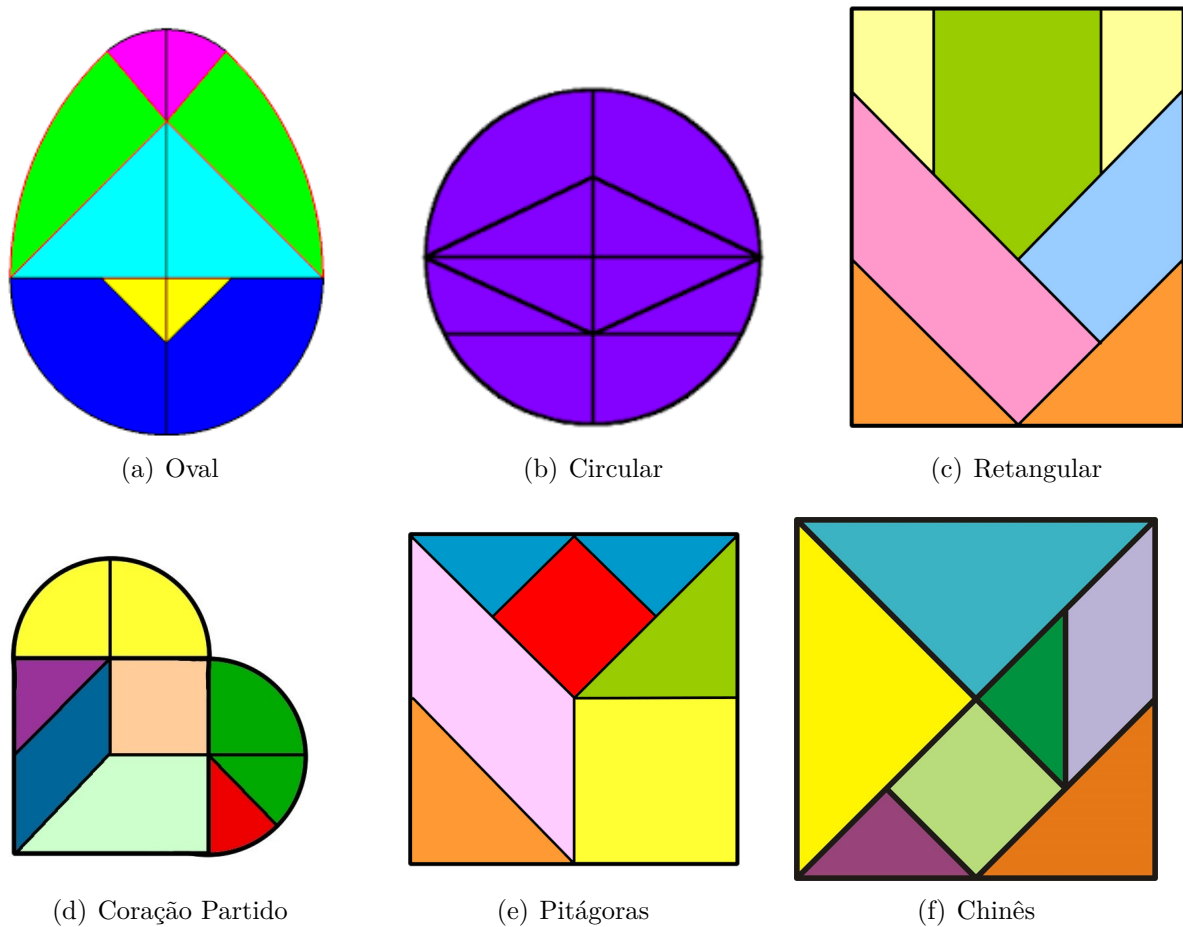 (a) Oval
(b) Circular
(c) Retangular
(d) Coração Partido
(e) Pitágoras
(f) Chinês